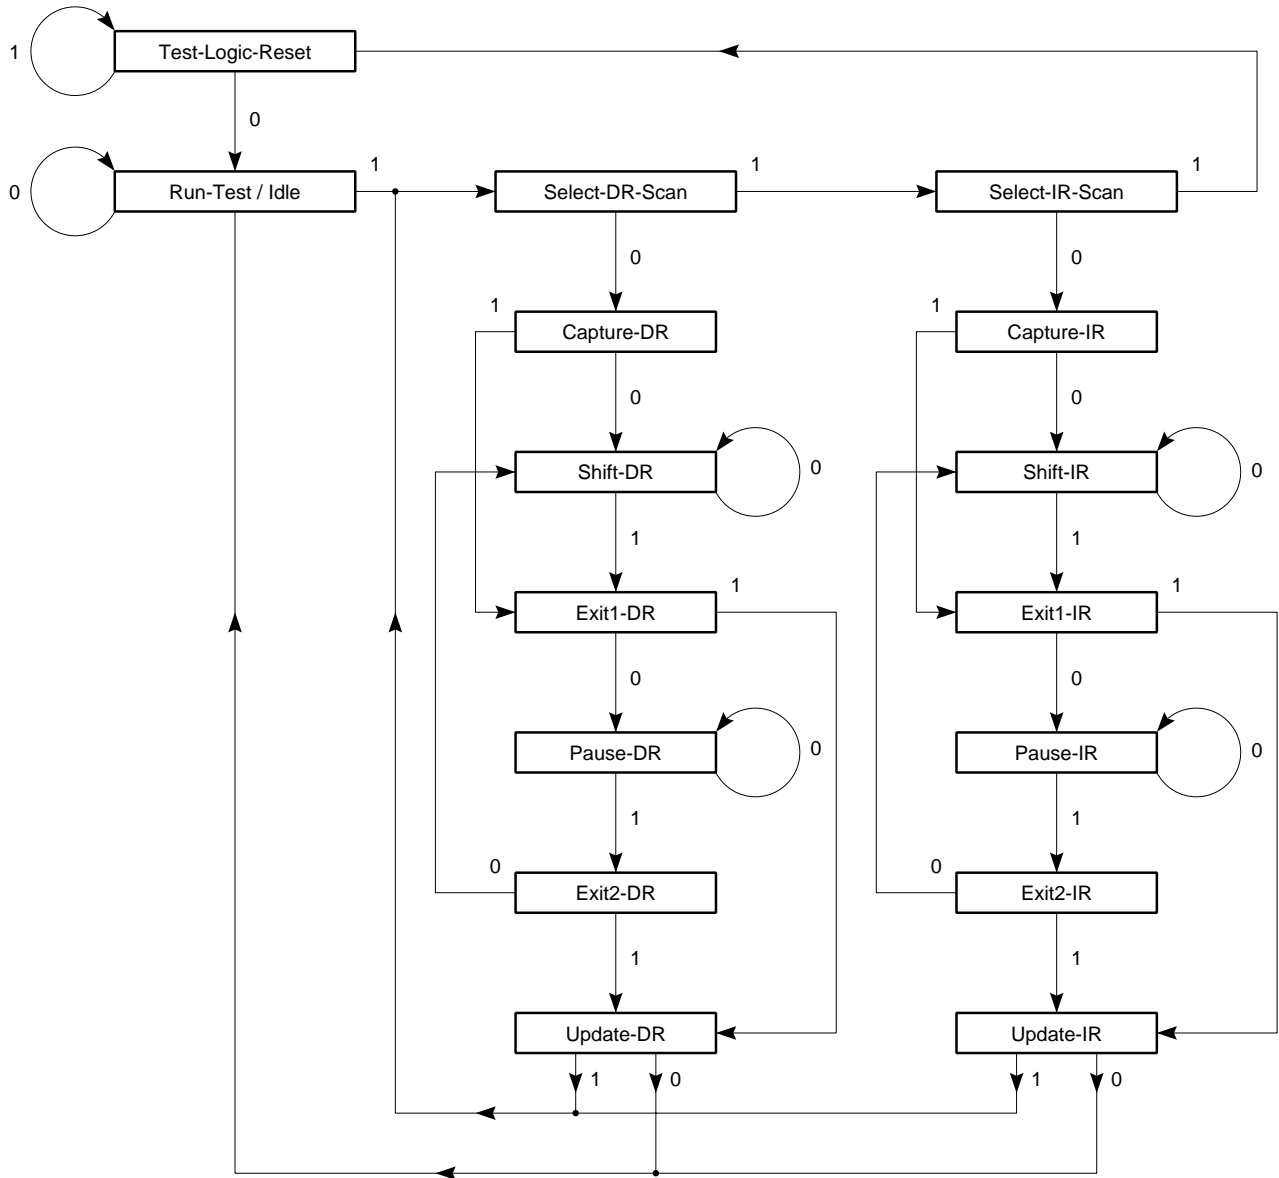 1
Test-Logic-Reset
0
0
Run-Test / Idle
1
Select-DR-Scan
1
Select-IR-Scan
1
0
0
1
Capture-DR
1
Capture-IR
0
0
Shift-DR
0
Shift-IR
0
1
1
Exit1-DR
1
Exit1-IR
1
0
0
Pause-DR
0
Pause-IR
0
1
1
0
Exit2-DR
0
Exit2-IR
1
1
Update-DR
Update-IR
1
0
1
0